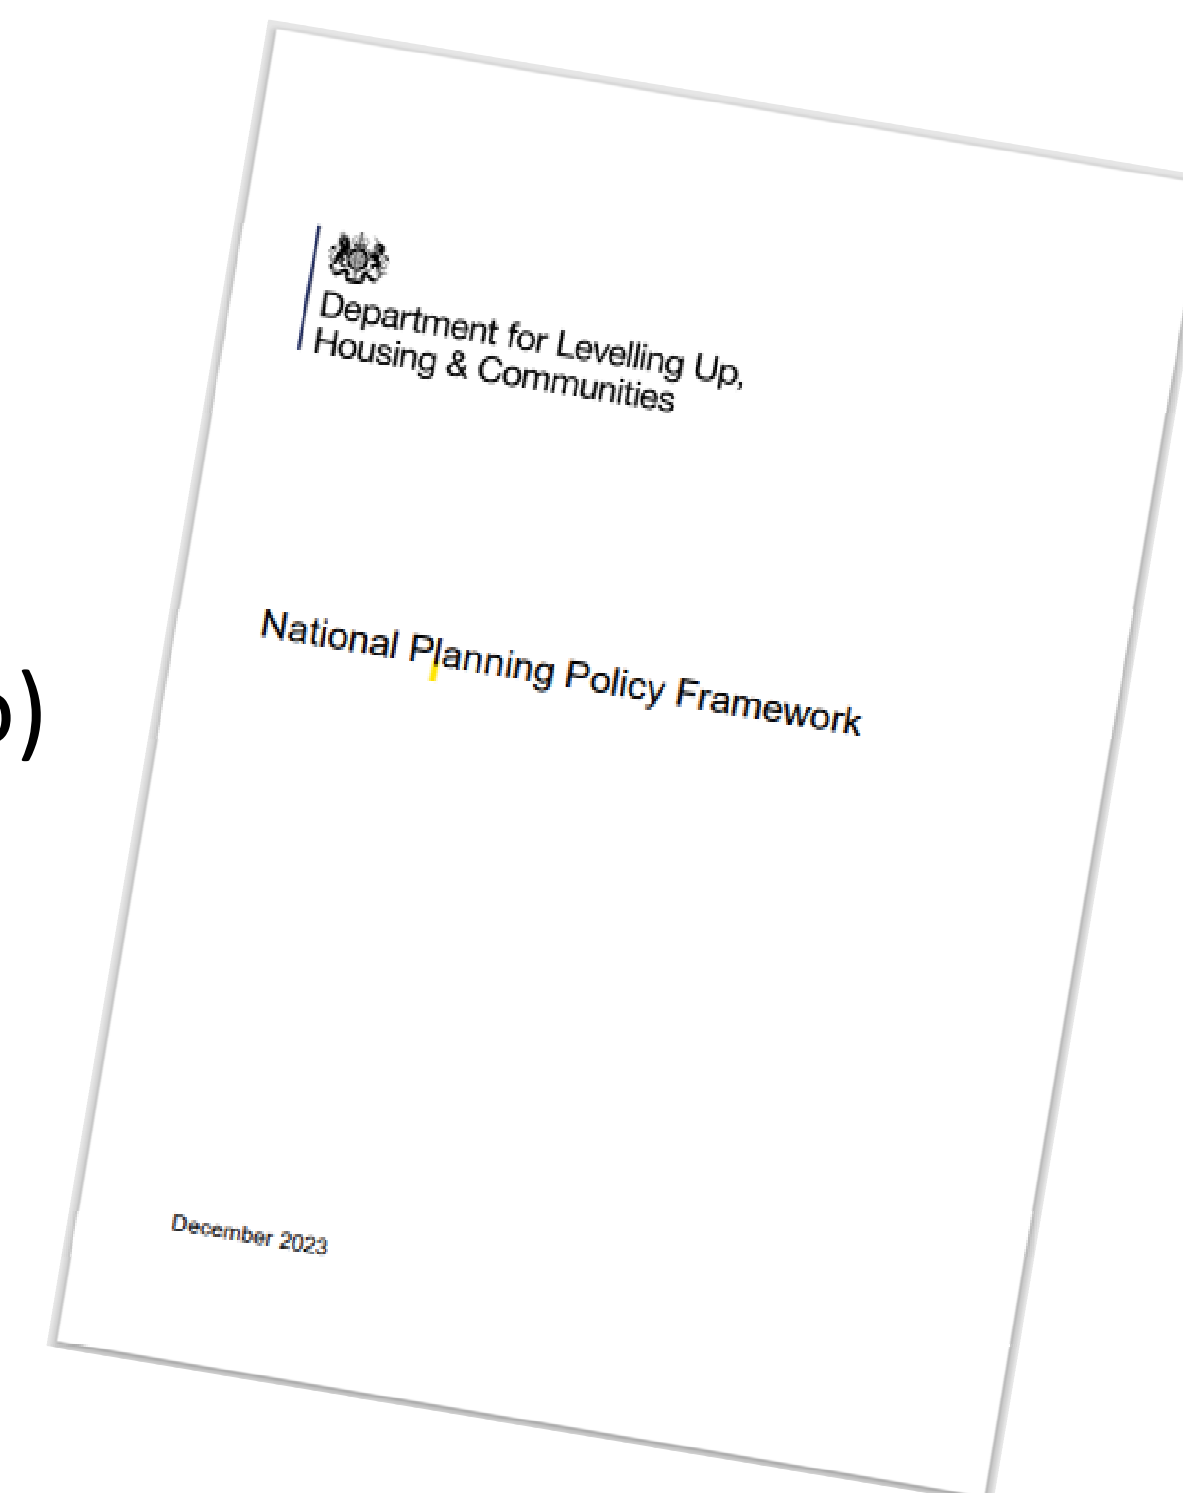 Department for Levelling Up,
Housing & Communities
National Planning Policy Framework
)
December 2023